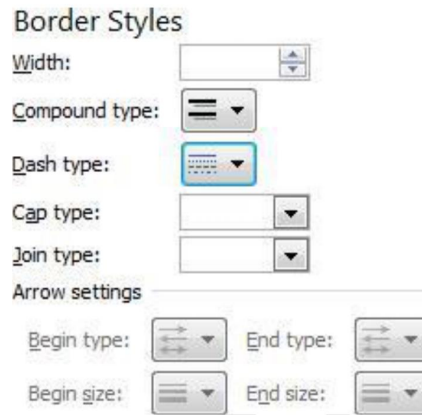 Border Styles
Width:
Compound type:
Dash type:
Cap type:
Join type:
Arrow settings
Begin type: End type:
Begin size: End size: